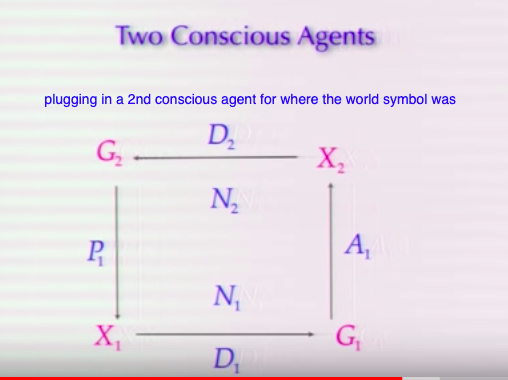 Two Conscious Agents
plugging in a 2nd conscious agent for where the world symbol was
D₂
G₂ X₂
N₂
P₁ A₁
N₁
X₁ G₁
D₁